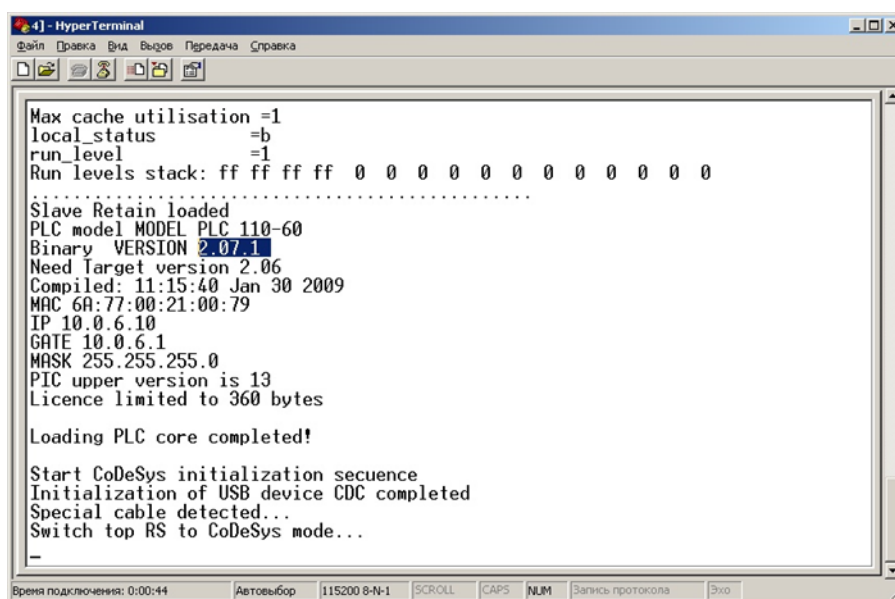 4] - HyperTerminal
Файл Правка Вид Вызов Передача Справка
Max cache utilisation =1
local_status =b
run_level =1
Run levels stack: ff ff ff ff 0 0 0 0 0 0 0 0 0 0 0 0
................................................
Slave Retain loaded
PLC model MODEL PLC 110-60
Binary VERSION 2.07.1
Need Target version 2.06
Compiled: 11:15:40 Jan 30 2009
MAC 6A:77:00:21:00:79
IP 10.0.6.10
GATE 10.0.6.1
MASK 255.255.255.0
PIC upper version is 13
Licence limited to 360 bytes
Loading PLC core completed!
Start CoDeSys initialization secuence
Initialization of USB device CDC completed
Special cable detected...
Switch top RS to CoDeSys mode...
_
Время подключения: 0:00:44 Автовыбор 115200 8-N-1 SCROLL CAPS NUM Запись протокола Эхо